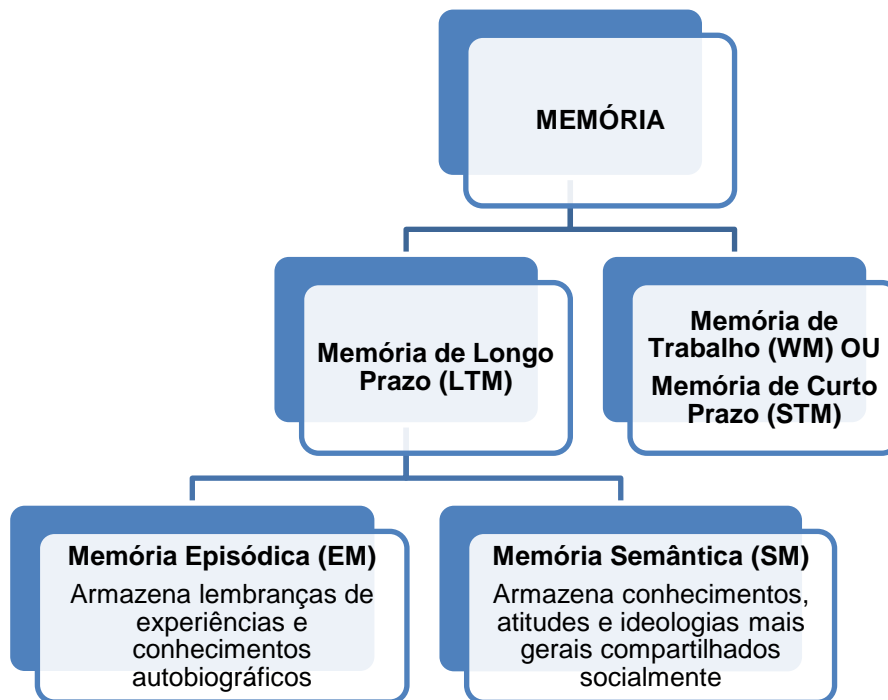 MEMÓRIA
Memória de Longo
Prazo (LTM)
Memória de
Trabalho (WM) OU
Memória de Curto
Prazo (STM)
Memória Episódica (EM)
Armazena lembranças de
experiências e
conhecimentos
autobiográficos
Memória Semântica (SM)
Armazena conhecimentos,
atitudes e ideologias mais
gerais compartilhados
socialmente